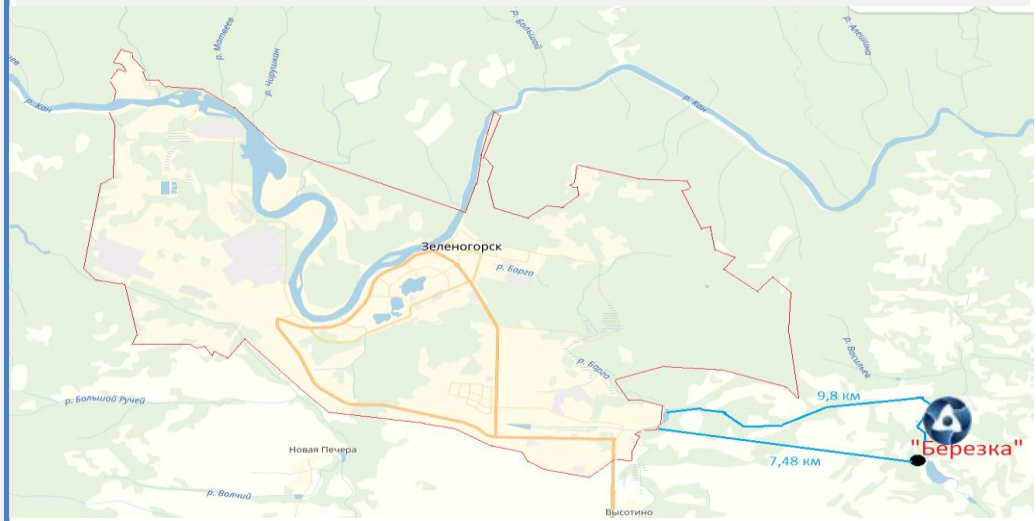 р. Матвеев
р. Чирушкан
р. Большой
р. Алешина
р. Кан
р. Кан
Зеленогорск
р. Барга
р. Барга
р. Васильев
р. Большой Ручей
9,8 км
"Березка"
7,48 км
Новая Печера
р. Волчий
Высотино